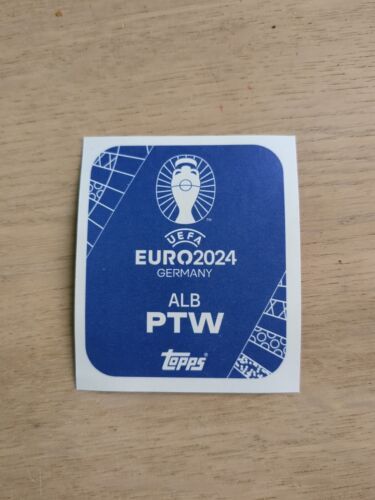 UEFA
EURO2024
GERMANY
ALB
PTW
topps®